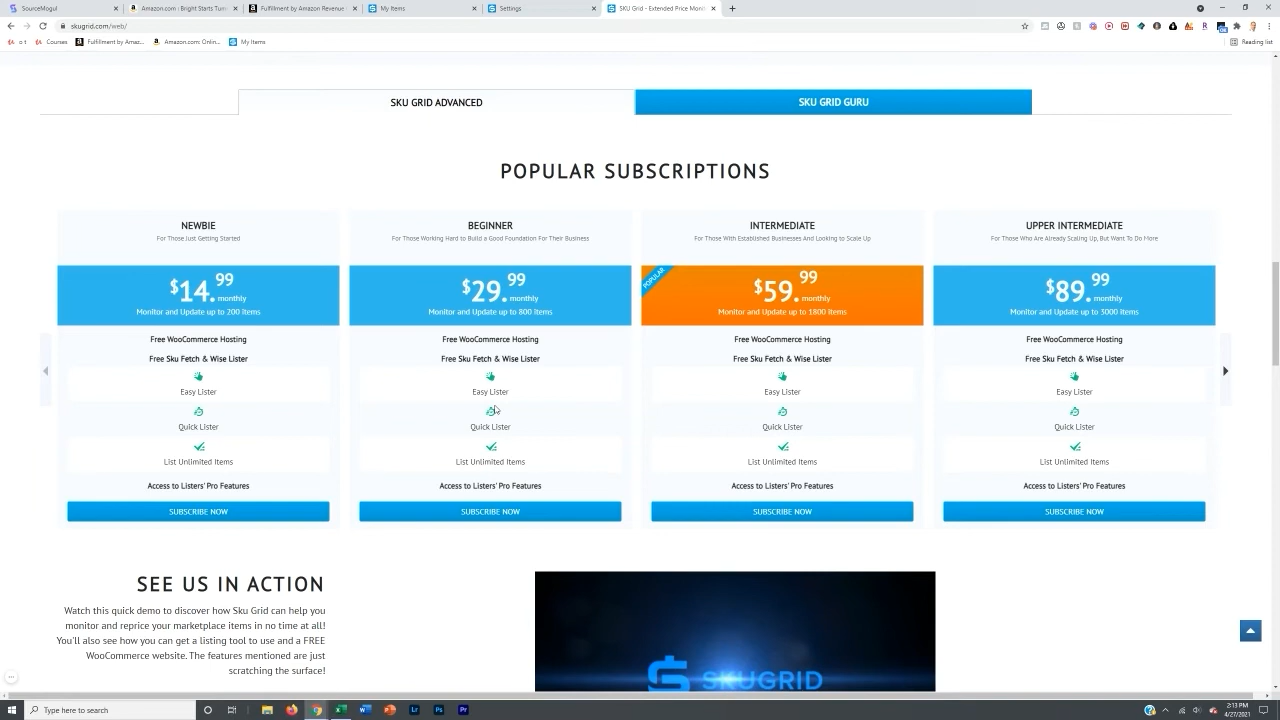 SourceMogul
Amazon.com : Bright Starts Tumm
Fulfillment by Amazon Revenue
My Items
Settings
SKU Grid - Extended Price Monit
skugrid.com/web/
Courses
Fulfillment by Amaz...
Amazon.com: Onlin...
My Items
Reading list
SKU GRID ADVANCED
SKU GRID GURU
POPULAR SUBSCRIPTIONS
NEWBIE
For Those Just Getting Started
$14.99 monthly
Monitor and Update up to 200 items
Free WooCommerce Hosting
Free Sku Fetch & Wise Lister
Easy Lister
Quick Lister
List Unlimited Items
Access to Listers' Pro Features
SUBSCRIBE NOW
BEGINNER
For Those Working Hard to Build a Good Foundation For Their Business
$29.99 monthly
Monitor and Update up to 800 items
Free WooCommerce Hosting
Free Sku Fetch & Wise Lister
Easy Lister
Quick Lister
List Unlimited Items
Access to Listers' Pro Features
SUBSCRIBE NOW
INTERMEDIATE
For Those With Established Businesses And Looking to Scale Up
POPULAR
$59.99 monthly
Monitor and Update up to 1800 items
Free WooCommerce Hosting
Free Sku Fetch & Wise Lister
Easy Lister
Quick Lister
List Unlimited Items
Access to Listers' Pro Features
SUBSCRIBE NOW
UPPER INTERMEDIATE
For Those Who Are Already Scaling Up, But Want To Do More
$89.99 monthly
Monitor and Update up to 3000 items
Free WooCommerce Hosting
Free Sku Fetch & Wise Lister
Easy Lister
Quick Lister
List Unlimited Items
Access to Listers' Pro Features
SUBSCRIBE NOW
SEE US IN ACTION
Watch this quick demo to discover how Sku Grid can help you
monitor and reprice your marketplace items in no time at all!
You'll also see how you can get a listing tool to use and a FREE
WooCommerce website. The features mentioned are just
scratching the surface!
SKUGRID
Type here to search
2:13 PM
4/27/2021